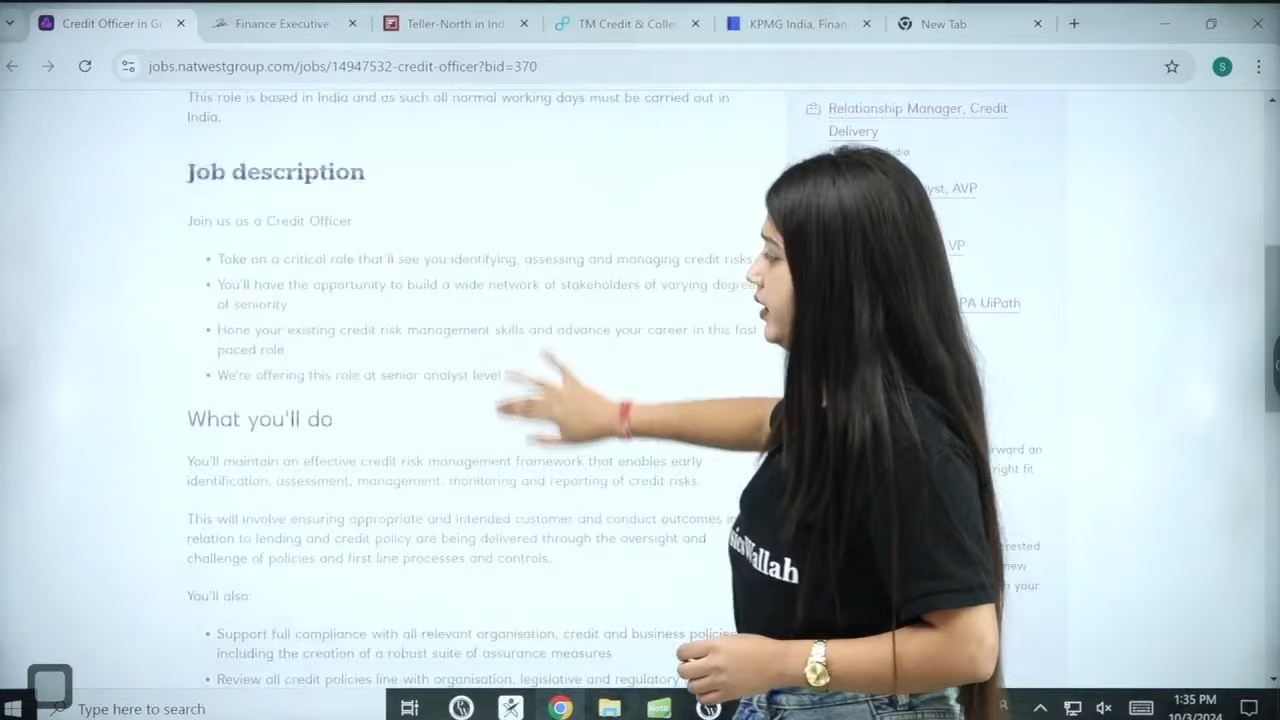 Credit Officer in Gu
Finance Executive
Teller-North in Ind
TM Credit & Colle
KPMG India, Finan
New Tab
jobs.natwestgroup.com/jobs/14947532-credit-officer?bid=370
S
This role is based in India and as such all normal working days must be carried out in
India.
Job description
Join us as a Credit Officer
Take on a critical role that'll see you identifying, assessing and managing credit risks
You'll have the opportunity to build a wide network of stakeholders of varying degree
of seniority
Hone your existing credit risk management skills and advance your career in this fast
paced role
We're offering this role at senior analyst level
What you'll do
You'll maintain an effective credit risk management framework that enables early
identification, assessment, management, monitoring and reporting of credit risks.
This will involve ensuring appropriate and intended customer and conduct outcomes in
relation to lending and credit policy are being delivered through the oversight and
challenge of policies and first line processes and controls.
You'll also:
Support full compliance with all relevant organisation, credit and business policies
including the creation of a robust suite of assurance measures
Review all credit policies line with organisation, legislative and regulatory
Relationship Manager, Credit
Delivery
dia
yst, AVP
VP
PA UiPath
rward an
right fit
rested
new
your
sicsWallah
Type here to search
Note
1:35 PM
10/3/2024